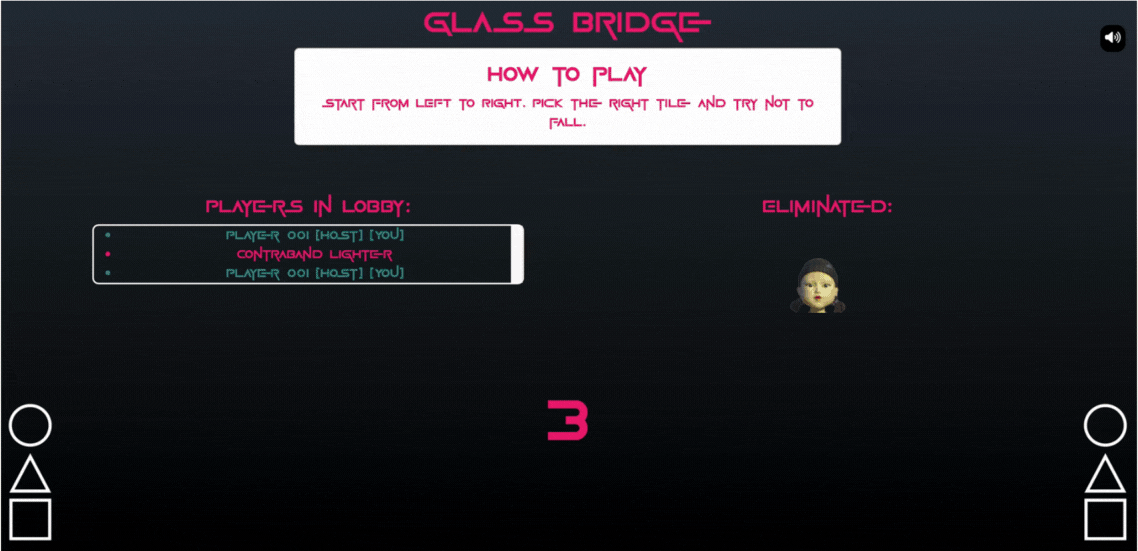 GLASS BRIDGE
HOW TO PLAY
START FROM LEFT TO RIGHT. PICK THE RIGHT TILE AND TRY NOT TO
FALL.
PLAYERS IN LOBBY:
PLAYER 001 [HOST] [YOU]
CONTRABAND LIGHTER
PLAYER 001 [HOST] [YOU]
ELIMINATED:
3